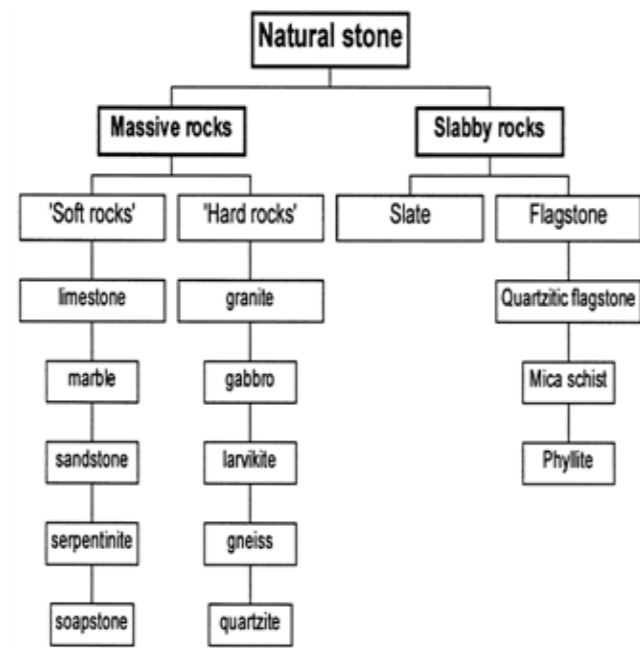 Natural stone
Massive rocks
Slabby rocks
'Soft rocks'
'Hard rocks'
Slate
Flagstone
limestone
granite
Quartzitic flagstone
marble
gabbro
Mica schist
sandstone
larvikite
Phyllite
serpentinite
gneiss
soapstone
quartzite